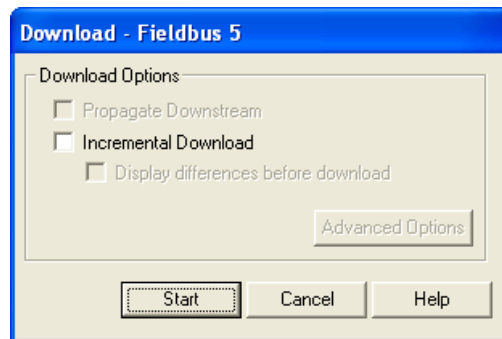 Download - Fieldbus 5
Download Options
Propagate Downstream
Incremental Download
Display differences before download
Advanced Options
Start Cancel Help